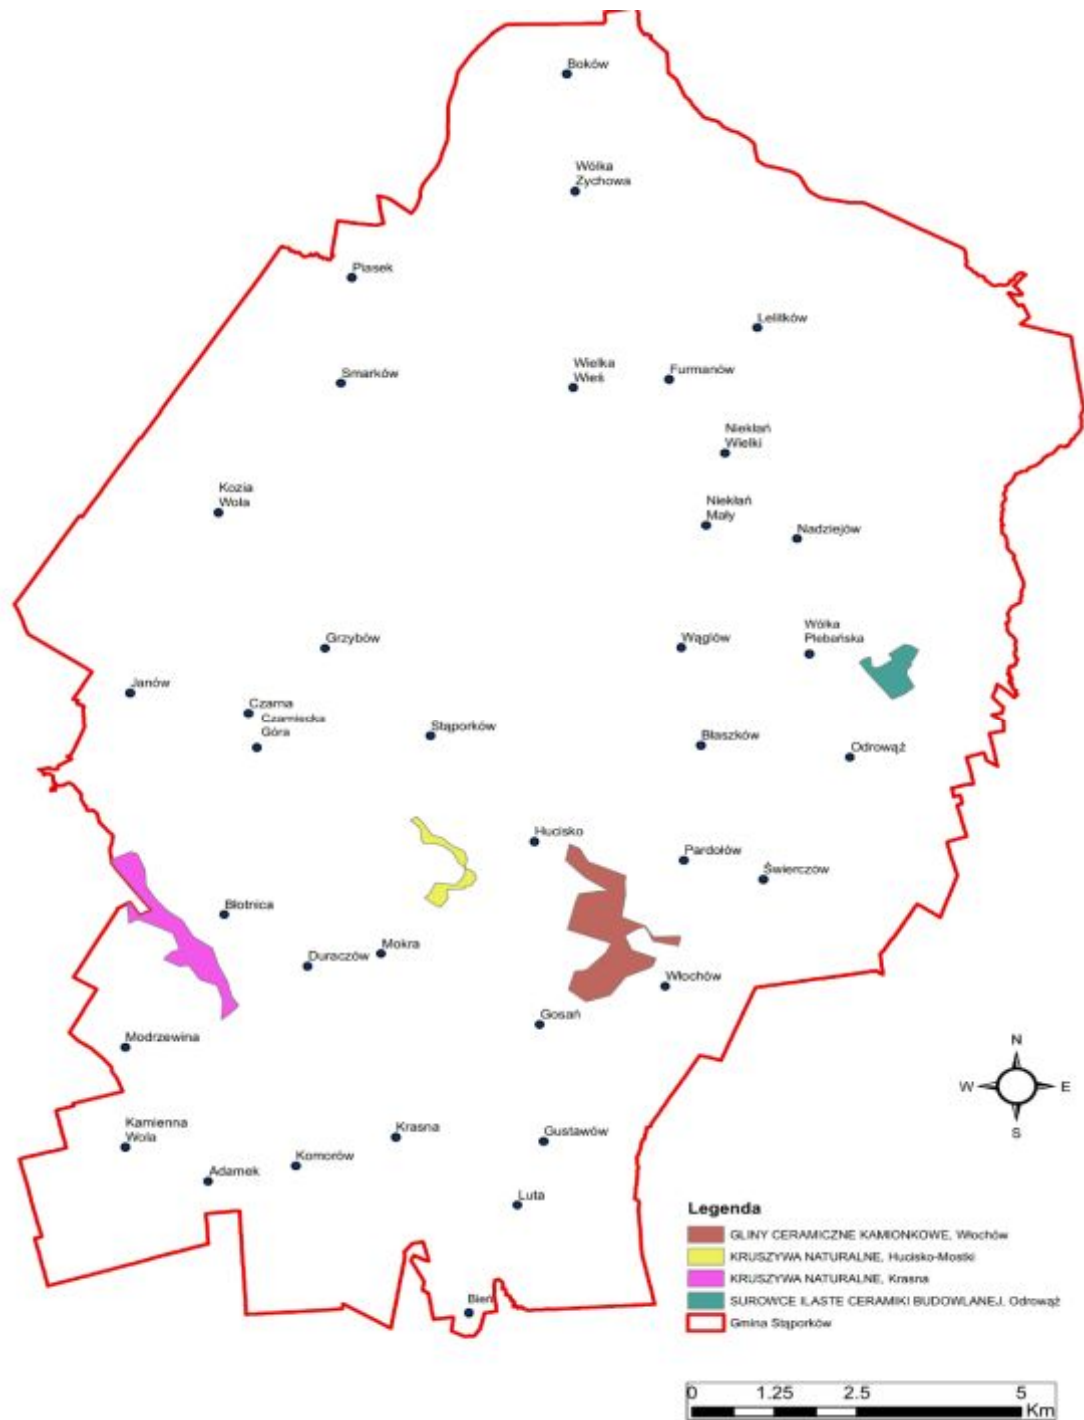 Boków
Wólka
Zychowa
Piasek
Lelitków
Smarków
Wielka
Wieś
Furmanów
Niekłań
Wielki
Kozia
Wola
Niekłań
Mały
Nadziejów
Grzybów
Wąglów
Wólka
Plebańska
Janów
Czarna
Czarniecka
Góra
Stąporków
Błaszków
Odrowąż
Hucisko
Pardołów
Świerczów
Błotnica
Duraczów
Mokra
Włochów
Gosań
Modrzewina
N
W
E
S
Kamienna
Wola
Krasna
Gustawów
Adamek
Komorów
Luta
Bień
Legenda
GLINY CERAMICZNE KAMIONKOWE, Włochów
KRUSZYWA NATURALNE, Hucisko-Mostki
KRUSZYWA NATURALNE, Krasna
SUROWCE ILASTE CERAMIKI BUDOWLANEJ, Odrowąż
Gmina Stąporków
0 1.25 2.5 5
Km